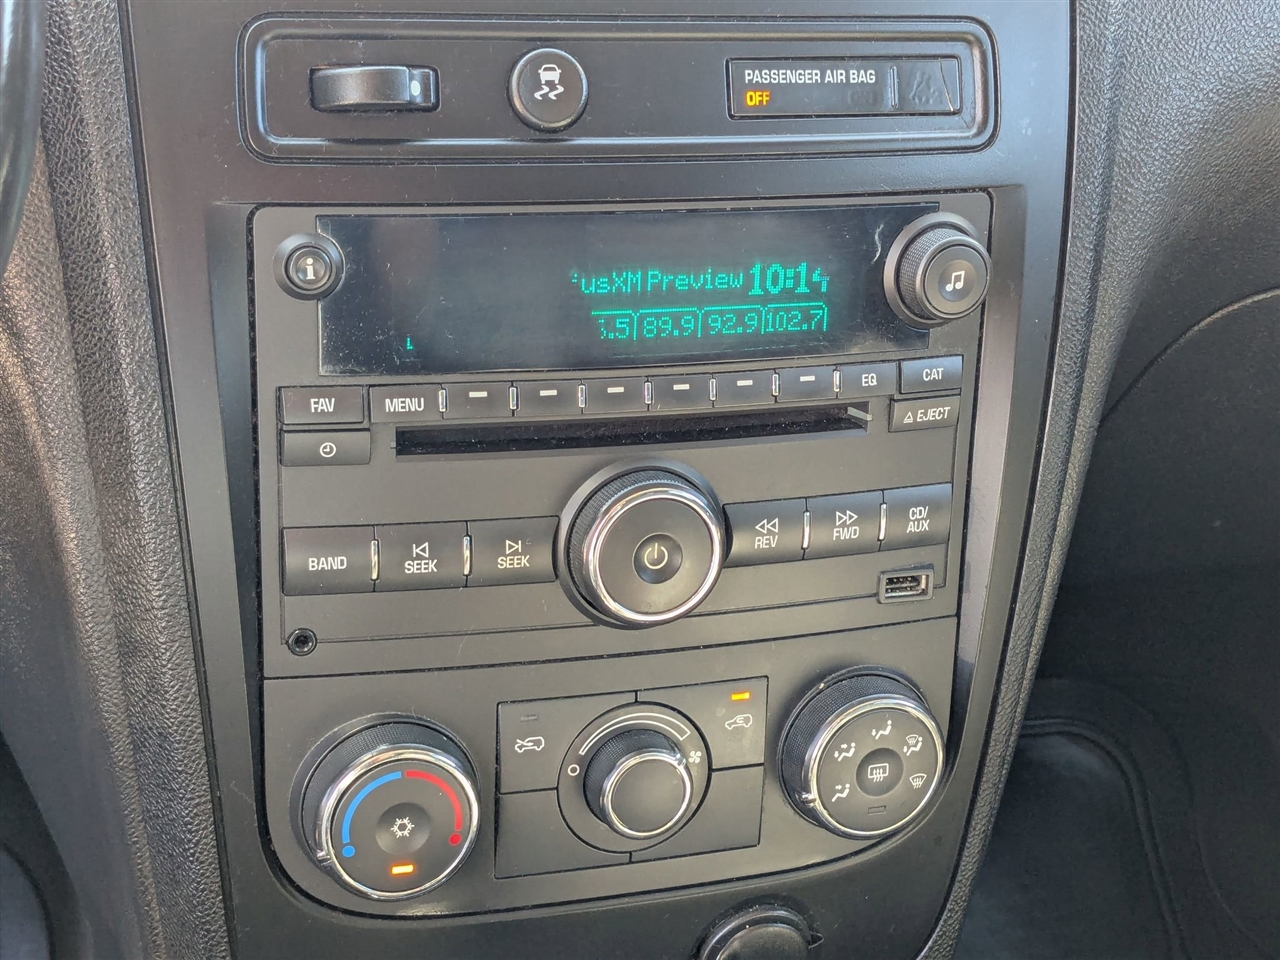 PASSENGER AIR BAG
OFF
usXM Preview 10:14
.5 89.9 92.9 102.7
FAV
MENU
EQ
CAT
EJECT
BAND
SEEK
SEEK
REV
FWD
CD/
AUX